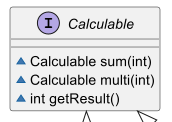 I Calculable
Calculable sum(int)
Calculable multi(int)
int getResult()